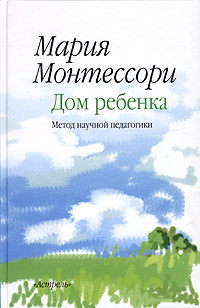 Мария
Монтессори
Дом ребенка
Метод научной педагогики
«Астрель»